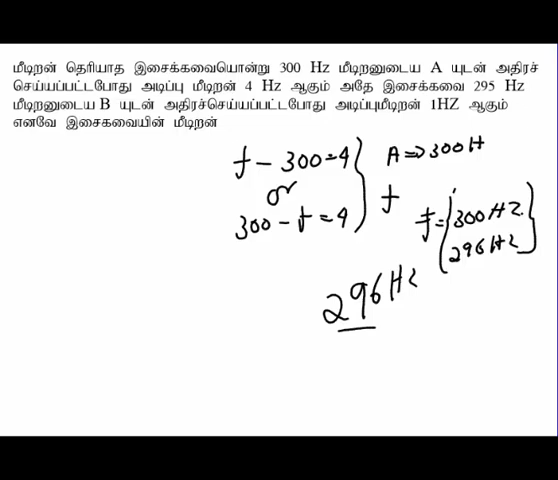 மீடிறன் தெரியாத இசைக்கவையொன்று 300 Hz மீடிறனுடைய A யுடன் அதிரச்
செய்யப்பட்டபோது அடிப்பு மீடிறன் 4 Hz ஆகும் அதே இசைக்கவை 295 Hz
மீடிறனுடைய B யுடன் அதிரச்செய்யப்பட்டபோது அடிப்புமீடிறன் 1HZ ஆகும்
எனவே இசைகவையின் மீடிறன்
f - 300 = 4
or
300 - f = 4
A ⇒ 300 H
f
f = 300 HZ.
296 Hz
296 Hz